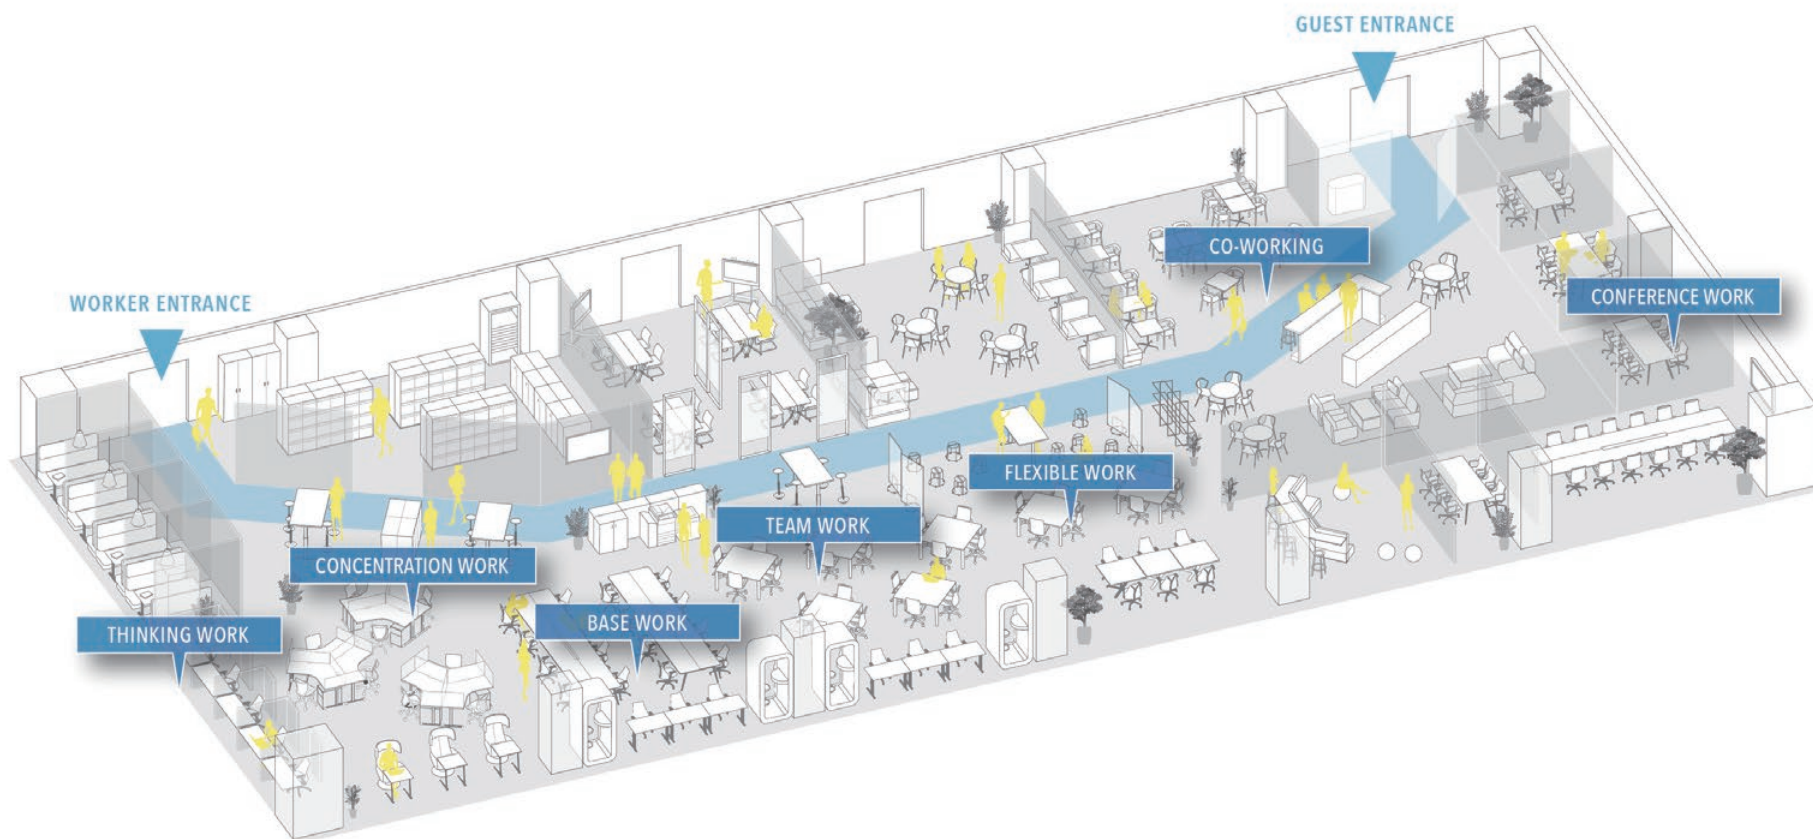 GUEST ENTRANCE
CO-WORKING
WORKER ENTRANCE
CONFERENCE WORK
FLEXIBLE WORK
TEAM WORK
CONCENTRATION WORK
BASE WORK
THINKING WORK